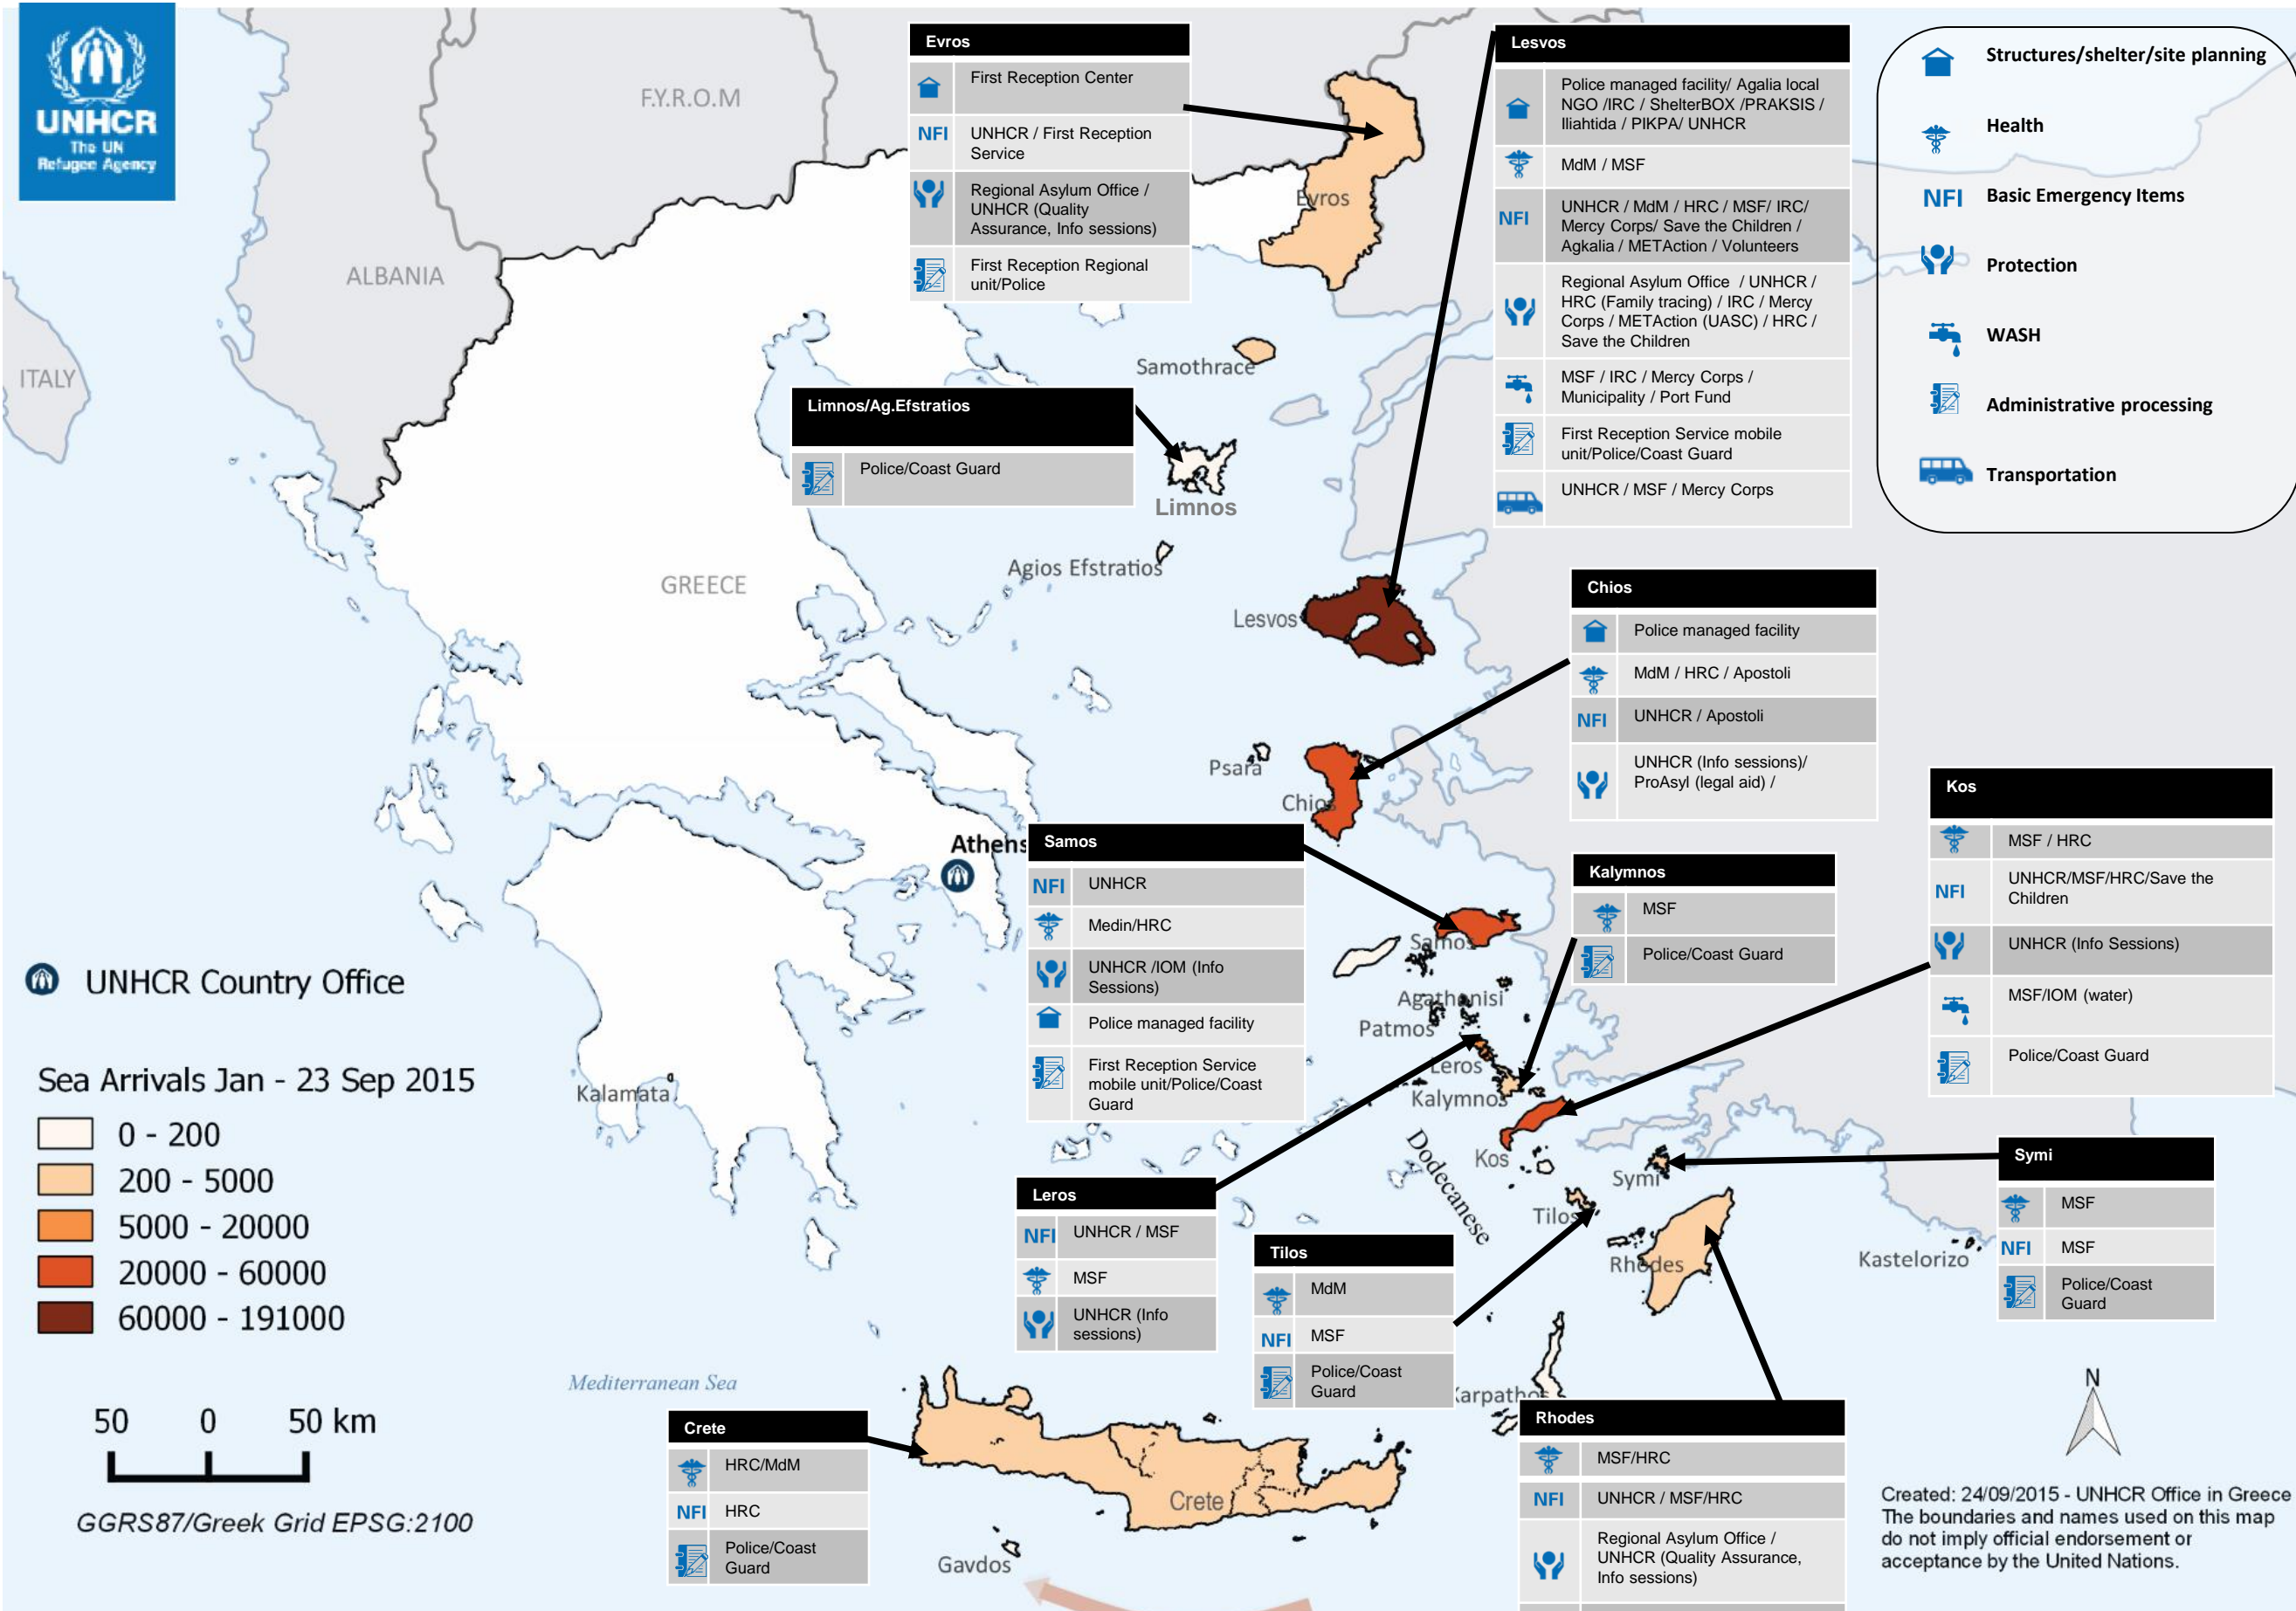 UNHCR
The UN
Refugee Agency
F.Y.R.O.M
ALBANIA
ITALY
GREECE
Evros
First Reception Center
NFI
UNHCR / First Reception
Service
Regional Asylum Office /
UNHCR (Quality
Assurance, Info sessions)
First Reception Regional
unit/Police
Evros
Samothrace
Limnos/Ag.Efstratios
Police/Coast Guard
Limnos
Agios Efstratios
Lesvos
Police managed facility/ Agalia local
NGO /IRC / ShelterBOX /PRAKSIS /
Iliahtida / PIKPA/ UNHCR
MdM / MSF
NFI
UNHCR / MdM / HRC / MSF/ IRC/
Mercy Corps/ Save the Children /
Agkalia / METAction / Volunteers
Regional Asylum Office / UNHCR /
HRC (Family tracing) / IRC / Mercy
Corps / METAction (UASC) / HRC /
Save the Children
MSF / IRC / Mercy Corps /
Municipality / Port Fund
First Reception Service mobile
unit/Police/Coast Guard
UNHCR / MSF / Mercy Corps
Structures/shelter/site planning
Health
NFI
Basic Emergency Items
Protection
WASH
Administrative processing
Transportation
Lesvos
Psara
Chios
Athens
Chios
Police managed facility
MdM / HRC / Apostoli
NFI
UNHCR / Apostoli
UNHCR (Info sessions)/
ProAsyl (legal aid) /
Samos
NFI
UNHCR
Medin/HRC
UNHCR /IOM (Info
Sessions)
Police managed facility
First Reception Service
mobile unit/Police/Coast
Guard
Kalymnos
MSF
Police/Coast Guard
Kos
MSF / HRC
NFI
UNHCR/MSF/HRC/Save the
Children
UNHCR (Info Sessions)
MSF/IOM (water)
Police/Coast Guard
Samos
Agathonisi
Patmos
Leros
Kalymnos
Kos
Dodecanese
Symi
Tilos
Rhodes
Kastelorizo
Karpathos
Kalamata
Leros
NFI
UNHCR / MSF
MSF
UNHCR (Info
sessions)
Tilos
MdM
NFI
MSF
Police/Coast
Guard
Symi
MSF
NFI
MSF
Police/Coast
Guard
Crete
HRC/MdM
NFI
HRC
Police/Coast
Guard
Rhodes
MSF/HRC
NFI
UNHCR / MSF/HRC
Regional Asylum Office /
UNHCR (Quality Assurance,
Info sessions)
Crete
Gavdos
Mediterranean Sea
UNHCR Country Office
Sea Arrivals Jan - 23 Sep 2015
0 - 200
200 - 5000
5000 - 20000
20000 - 60000
60000 - 191000
50 0 50 km
GGRS87/Greek Grid EPSG:2100
N
Created: 24/09/2015 - UNHCR Office in Greece
The boundaries and names used on this map
do not imply official endorsement or
acceptance by the United Nations.